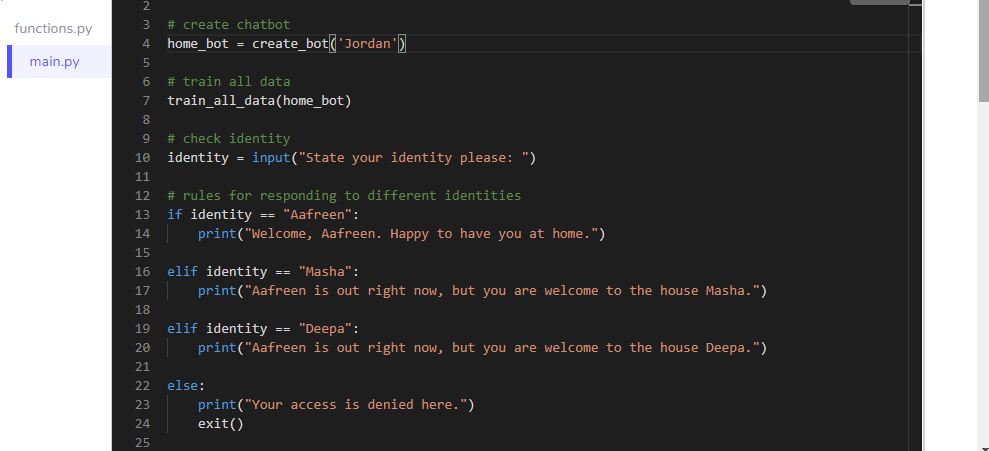 functions.py
main.py
2
3 # create chatbot
4 home_bot = create_bot('Jordan')
5
6 # train all data
7 train_all_data(home_bot)
8
9 # check identity
10 identity = input("State your identity please: ")
11
12 # rules for responding to different identities
13 if identity == "Aafreen":
14     print("Welcome, Aafreen. Happy to have you at home.")
15
16 elif identity == "Masha":
17     print("Aafreen is out right now, but you are welcome to the house Masha.")
18
19 elif identity == "Deepa":
20     print("Aafreen is out right now, but you are welcome to the house Deepa.")
21
22 else:
23     print("Your access is denied here.")
24     exit()
25